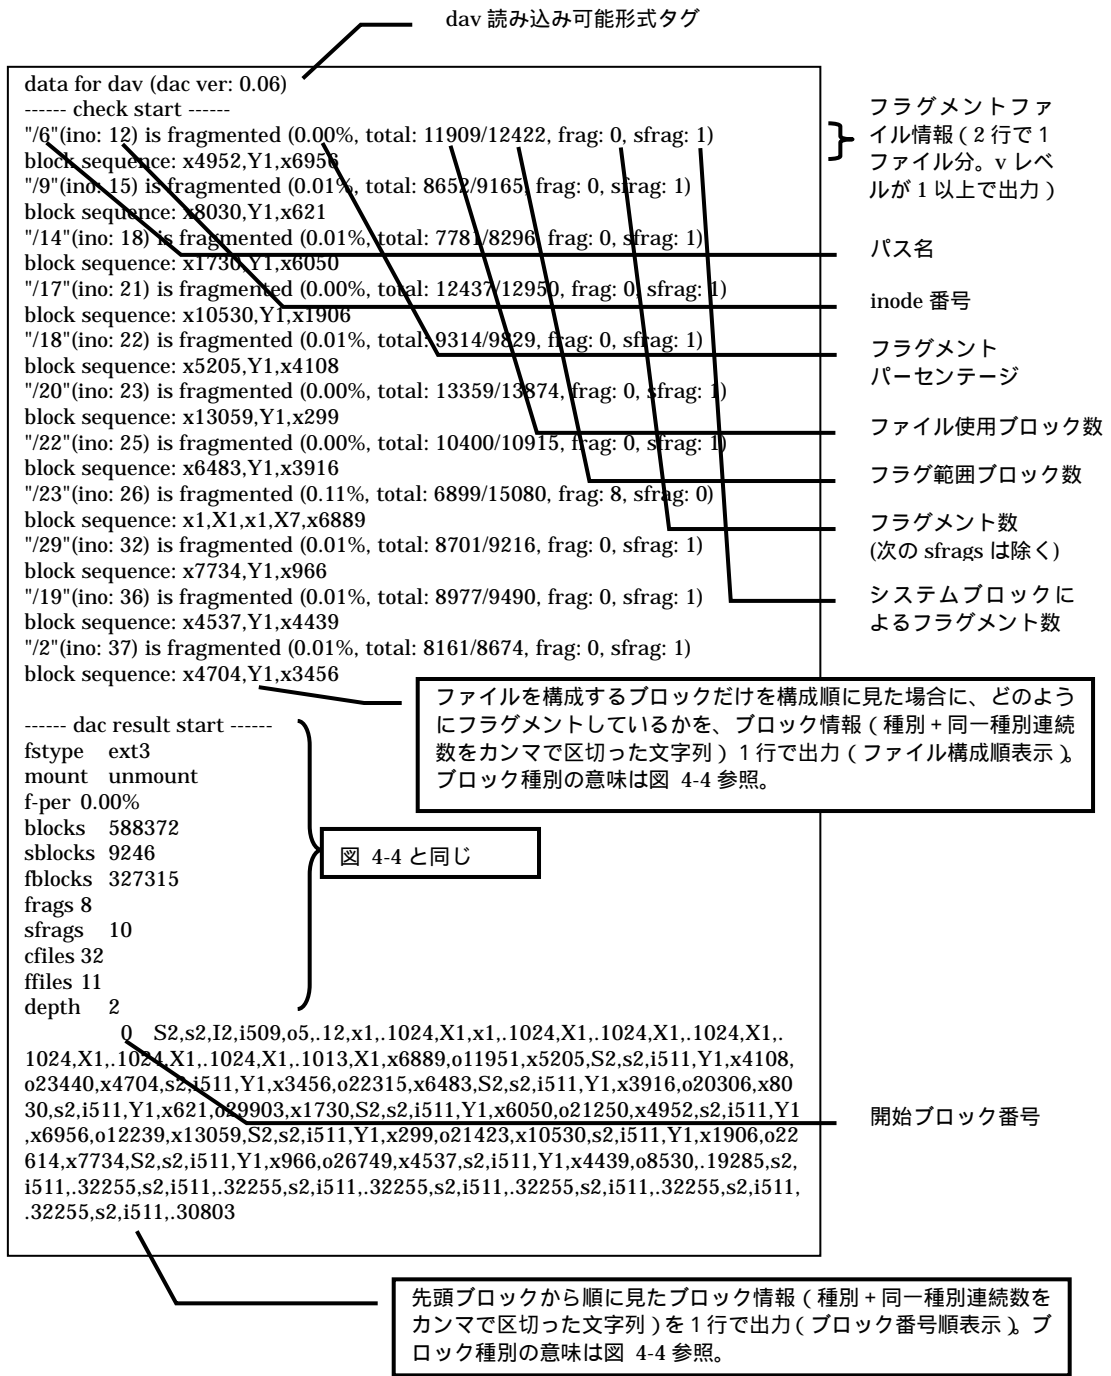 dav 読み込み可能形式タグ
data for dav (dac ver: 0.06)
------ check start ------
"/6"(ino: 12) is fragmented (0.00%, total: 11909/12422, frag: 0, sfrag: 1)
block sequence: x4952,Y1,x6956
"/9"(ino: 15) is fragmented (0.01%, total: 8652/9165, frag: 0, sfrag: 1)
block sequence: x8030,Y1,x621
"/14"(ino: 18) is fragmented (0.01%, total: 7781/8296, frag: 0, sfrag: 1)
block sequence: x1730,Y1,x6050
"/17"(ino: 21) is fragmented (0.00%, total: 12437/12950, frag: 0, sfrag: 1)
block sequence: x10530,Y1,x1906
"/18"(ino: 22) is fragmented (0.01%, total: 9314/9829, frag: 0, sfrag: 1)
block sequence: x5205,Y1,x4108
"/20"(ino: 23) is fragmented (0.00%, total: 13359/13874, frag: 0, sfrag: 1)
block sequence: x13059,Y1,x299
"/22"(ino: 25) is fragmented (0.00%, total: 10400/10915, frag: 0, sfrag: 1)
block sequence: x6483,Y1,x3916
"/23"(ino: 26) is fragmented (0.11%, total: 6899/15080, frag: 8, sfrag: 0)
block sequence: x1,X1,x1,X7,x6889
"/29"(ino: 32) is fragmented (0.01%, total: 8701/9216, frag: 0, sfrag: 1)
block sequence: x7734,Y1,x966
"/19"(ino: 36) is fragmented (0.01%, total: 8977/9490, frag: 0, sfrag: 1)
block sequence: x4537,Y1,x4439
"/2"(ino: 37) is fragmented (0.01%, total: 8161/8674, frag: 0, sfrag: 1)
block sequence: x4704,Y1,x3456
フラグメントファ
イル情報（2 行で 1
ファイル分。v レベ
ルが 1 以上で出力）
パス名
inode 番号
フラグメント
パーセンテージ
ファイル使用ブロック数
フラグ範囲ブロック数
フラグメント数
(次の sfrags は除く)
システムブロックに
よるフラグメント数
ファイルを構成するブロックだけを構成順に見た場合に、どのよう
にフラグメントしているかを、ブロック情報（種別＋同一種別連続
数をカンマで区切った文字列）1 行で出力（ファイル構成順表示）。
ブロック種別の意味は図 4-4 参照。
------ dac result start ------
fstype ext3
mount unmount
f-per 0.00%
blocks 588372
sblocks 9246
fblocks 327315
frags 8
sfrags 10
cfiles 32
ffiles 11
depth 2
図 4-4 と同じ
0 S2,s2,I2,i509,o5,.12,x1,.1024,X1,x1,.1024,X1,.1024,X1,.1024,X1,.
1024,X1,.1024,X1,.1024,X1,.1013,X1,x6889,o11951,x5205,S2,s2,i511,Y1,x4108,
o23440,x4704,s2,i511,Y1,x3456,o22315,x6483,S2,s2,i511,Y1,x3916,o20306,x80
30,s2,i511,Y1,x621,o29903,x1730,S2,s2,i511,Y1,x6050,o21250,x4952,s2,i511,Y1
,x6956,o12239,x13059,S2,s2,i511,Y1,x299,o21423,x10530,s2,i511,Y1,x1906,o22
614,x7734,S2,s2,i511,Y1,x966,o26749,x4537,s2,i511,Y1,x4439,o8530,.19285,s2,
i511,.32255,s2,i511,.32255,s2,i511,.32255,s2,i511,.32255,s2,i511,.32255,s2,i511,
.32255,s2,i511,.30803
開始ブロック番号
先頭ブロックから順に見たブロック情報（種別＋同一種別連続数を
カンマで区切った文字列）を 1 行で出力（ブロック番号順表示）。ブ
ロック種別の意味は図 4-4 参照。